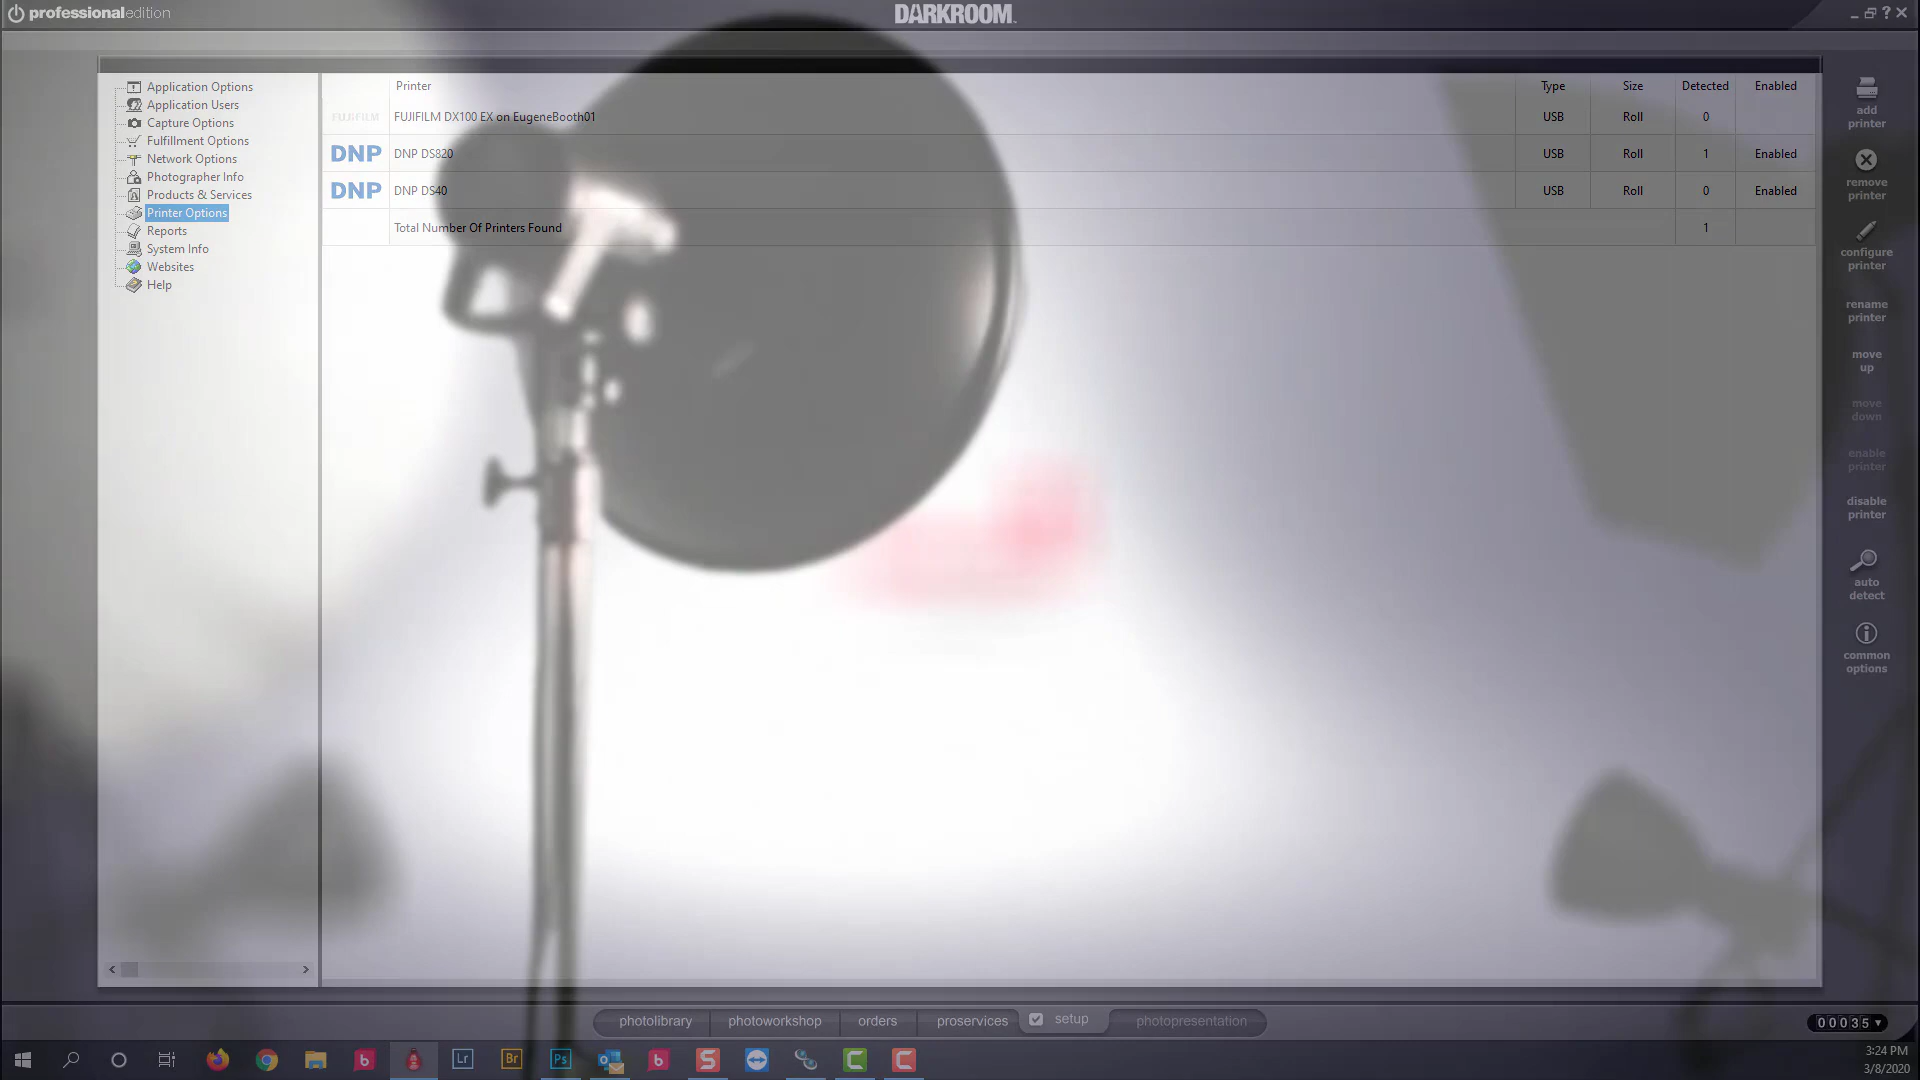 professionaledition
DARKROOM
Application Options
Application Users
Capture Options
Fulfillment Options
Network Options
Photographer Info
Products & Services
Printer Options
Reports
System Info
Websites
Help
Printer Type Size Detected Enabled
FUJIFILM FUJIFILM DX100 EX on EugeneBooth01 USB Roll 0
DNP DNP DS820 USB Roll 1 Enabled
DNP DNP DS40 USB Roll 0 Enabled
Total Number Of Printers Found 1
add
printer
remove
printer
configure
printer
rename
printer
move
up
move
down
enable
printer
disable
printer
auto
detect
common
options
photolibrary photoworkshop orders proservices setup photopresentation
00035
b Lr Br Ps b S C C
3:24 PM
3/8/2020